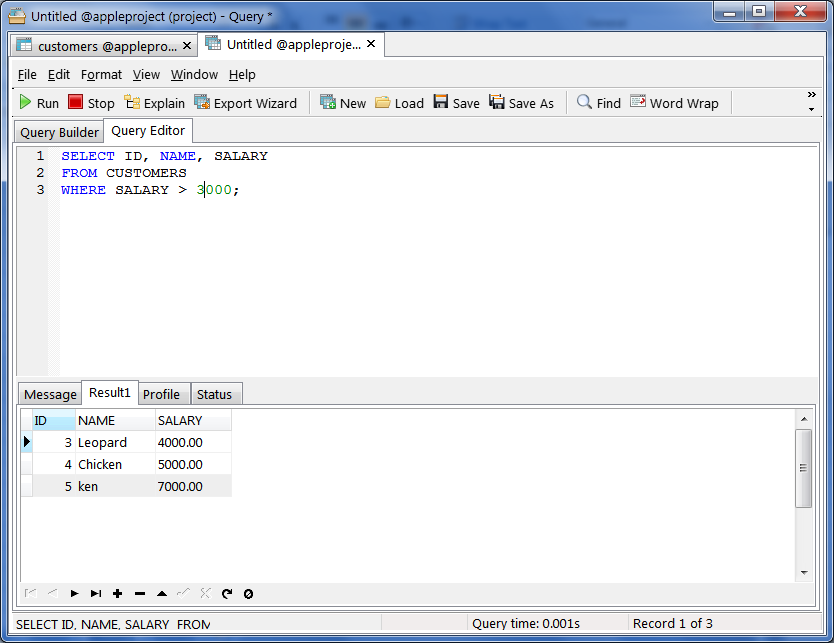 Untitled @appleproject (project) - Query *
customers @applepro... Untitled @appleproje...
File Edit Format View Window Help
Run Stop Explain Export Wizard New Load Save Save As Find Word Wrap
Query Builder Query Editor
1 SELECT ID, NAME, SALARY
2 FROM CUSTOMERS
3 WHERE SALARY > 3000;
Message Result1 Profile Status
ID NAME SALARY
3 Leopard 4000.00
4 Chicken 5000.00
5 ken 7000.00
SELECT ID, NAME, SALARY FROM Query time: 0.001s Record 1 of 3